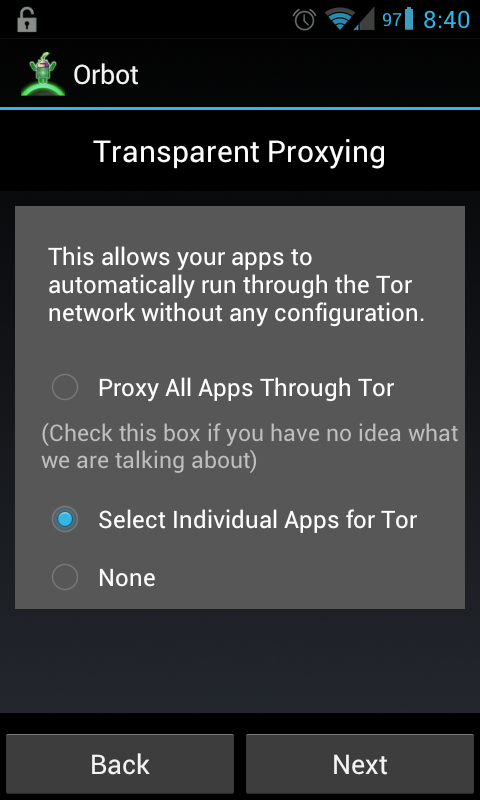 97 8:40
Orbot
Transparent Proxying
This allows your apps to
automatically run through the Tor
network without any configuration.
Proxy All Apps Through Tor
(Check this box if you have no idea what
we are talking about)
Select Individual Apps for Tor
None
Back Next